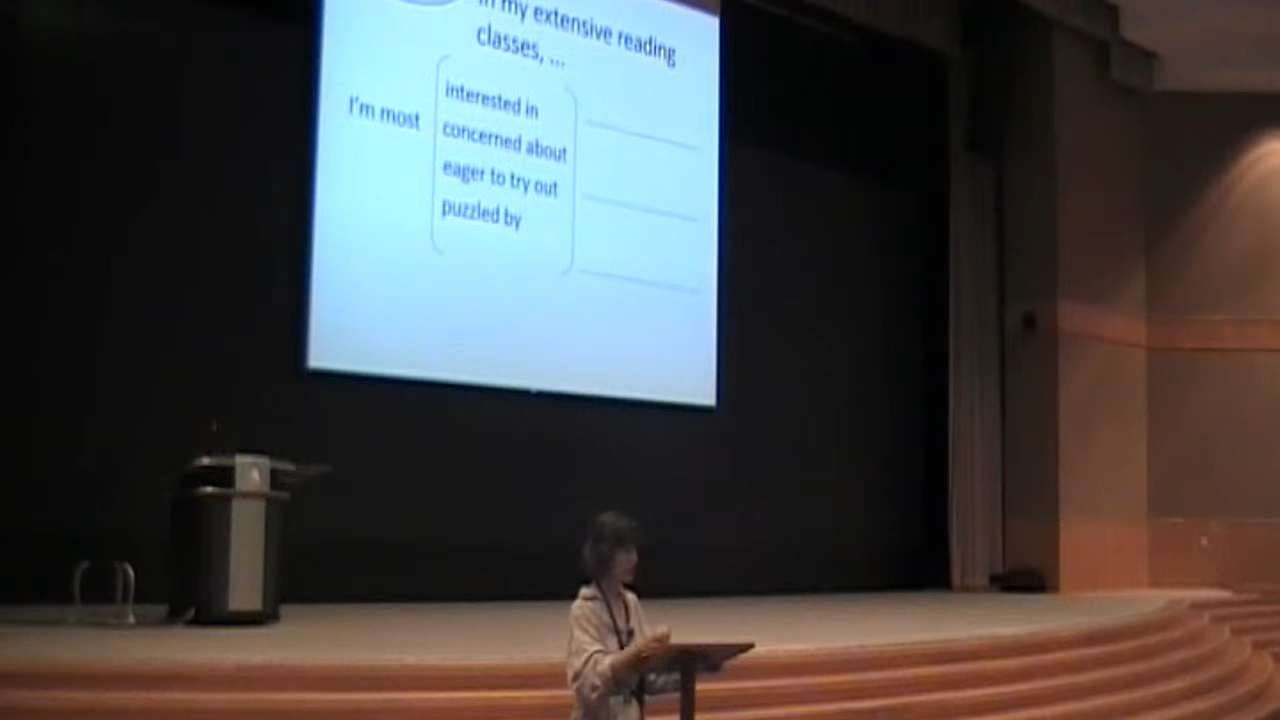 In my extensive reading
classes, ...
I'm most
interested in
concerned about
eager to try out
puzzled by